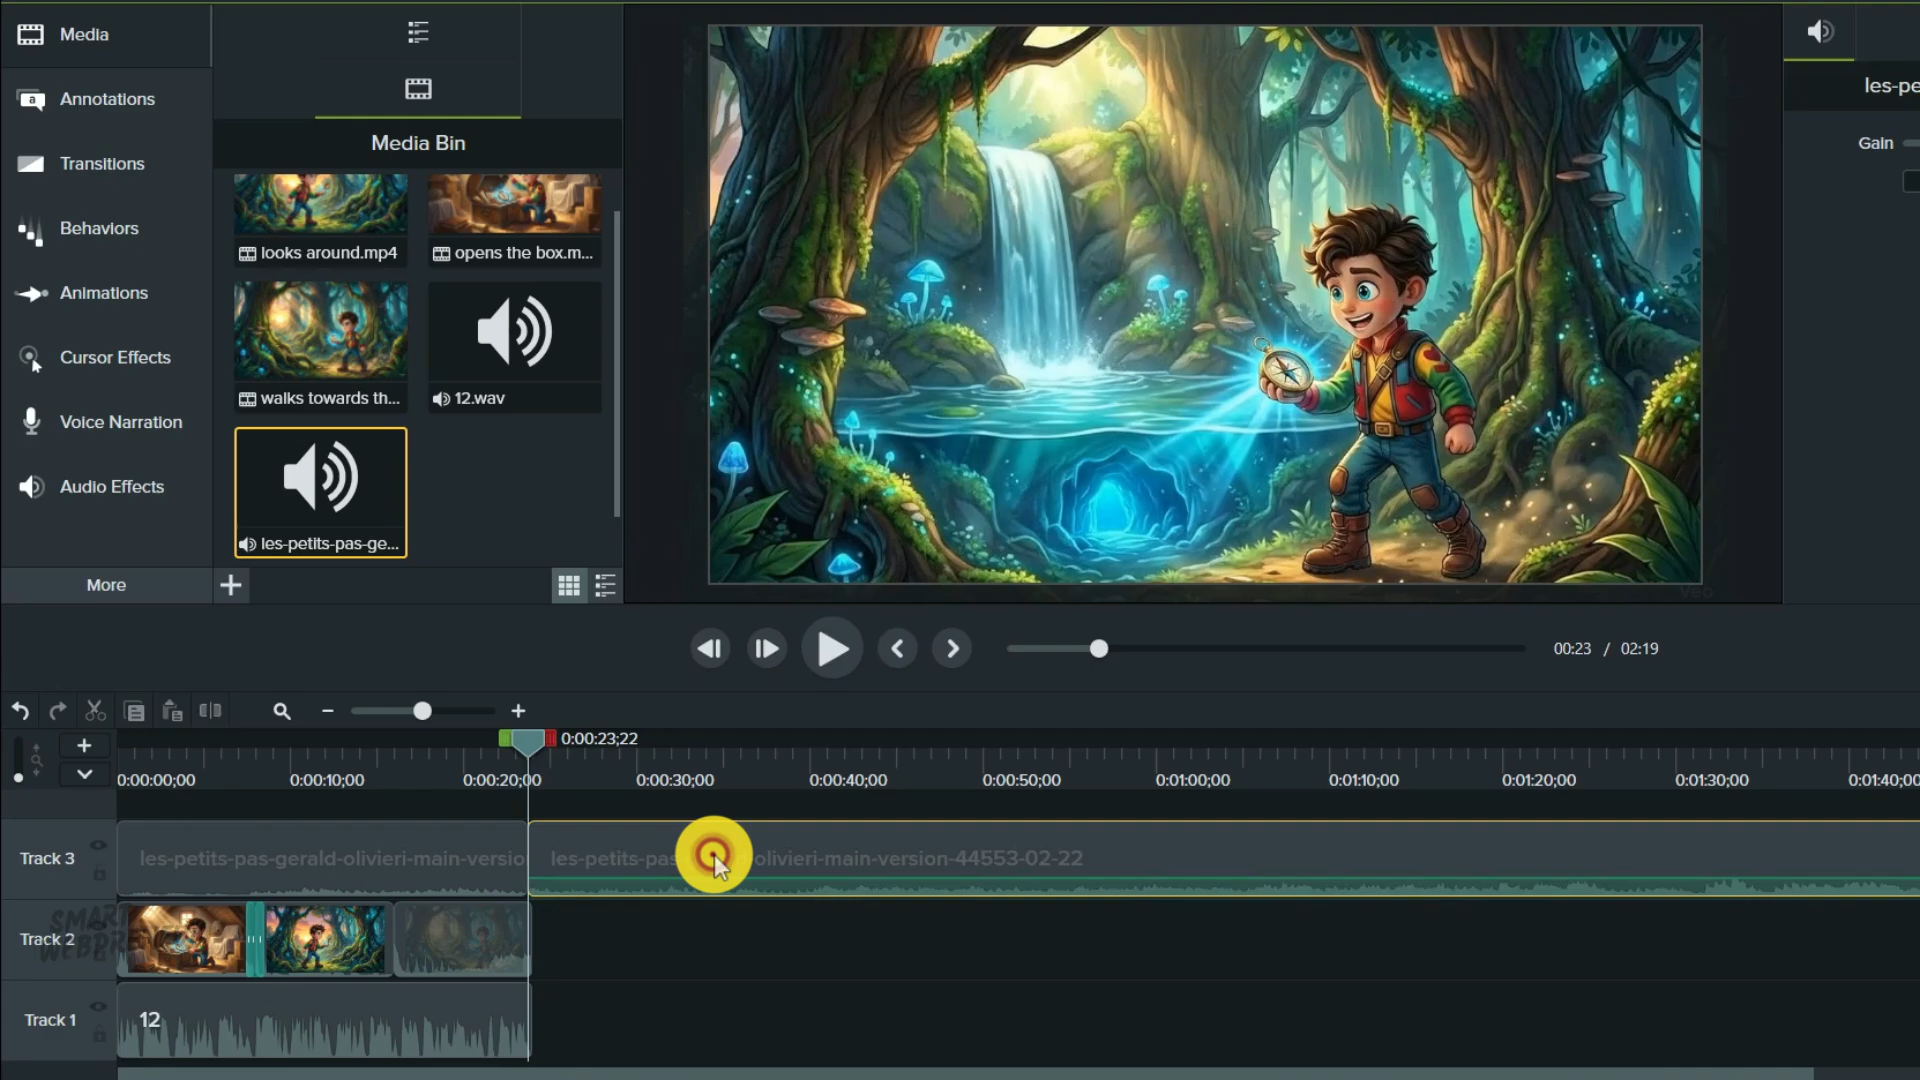 Media
Annotations
Transitions
Behaviors
Animations
Cursor Effects
Voice Narration
Audio Effects
More
Media Bin
looks around.mp4
opens the box.m...
walks towards th...
12.wav
les-petits-pas-ge...
les-pe
Gain
Veo
00:23 / 02:19
0:00:23;22
0:00:00;00
0:00:10;00
0:00:20;00
0:00:30;00
0:00:40;00
0:00:50;00
0:01:00;00
0:01:10;00
0:01:20;00
0:01:30;00
0:01:40;00
Track 3
les-petits-pas-gerald-olivieri-main-versio
les-petits-pas olivieri-main-version-44553-02-22
Track 2
SMART
Track 1
12